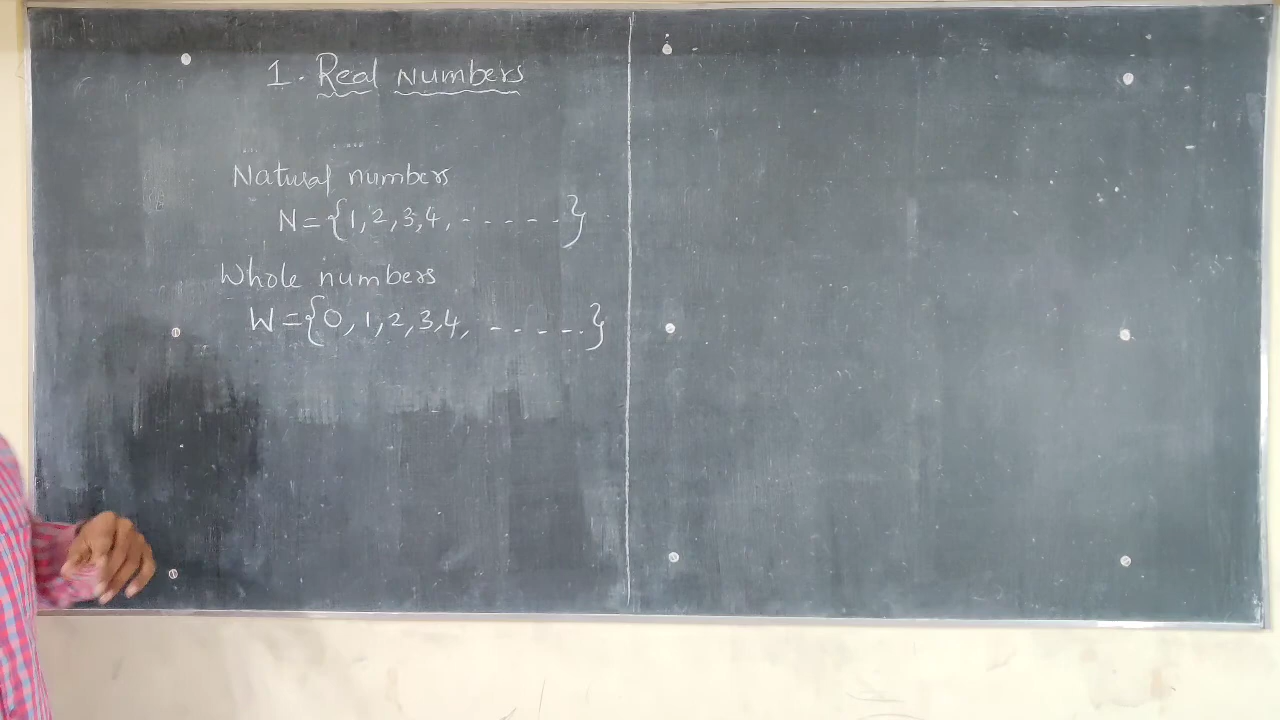 1. Real Numbers
Natural numbers
N={1,2,3,4, - - - - - -}
Whole numbers
W={0,1,2,3,4, - - - - - -}